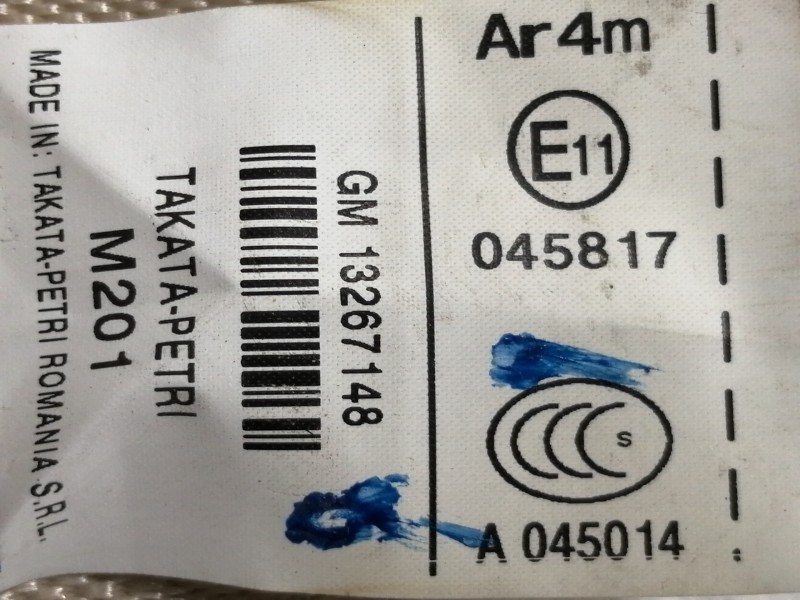 Ar4m
E11
045817
S
A 045014
GM 13267148
TAKATA-PETRI
M201
MADE IN: TAKATA-PETRI ROMANIA S.R.L.